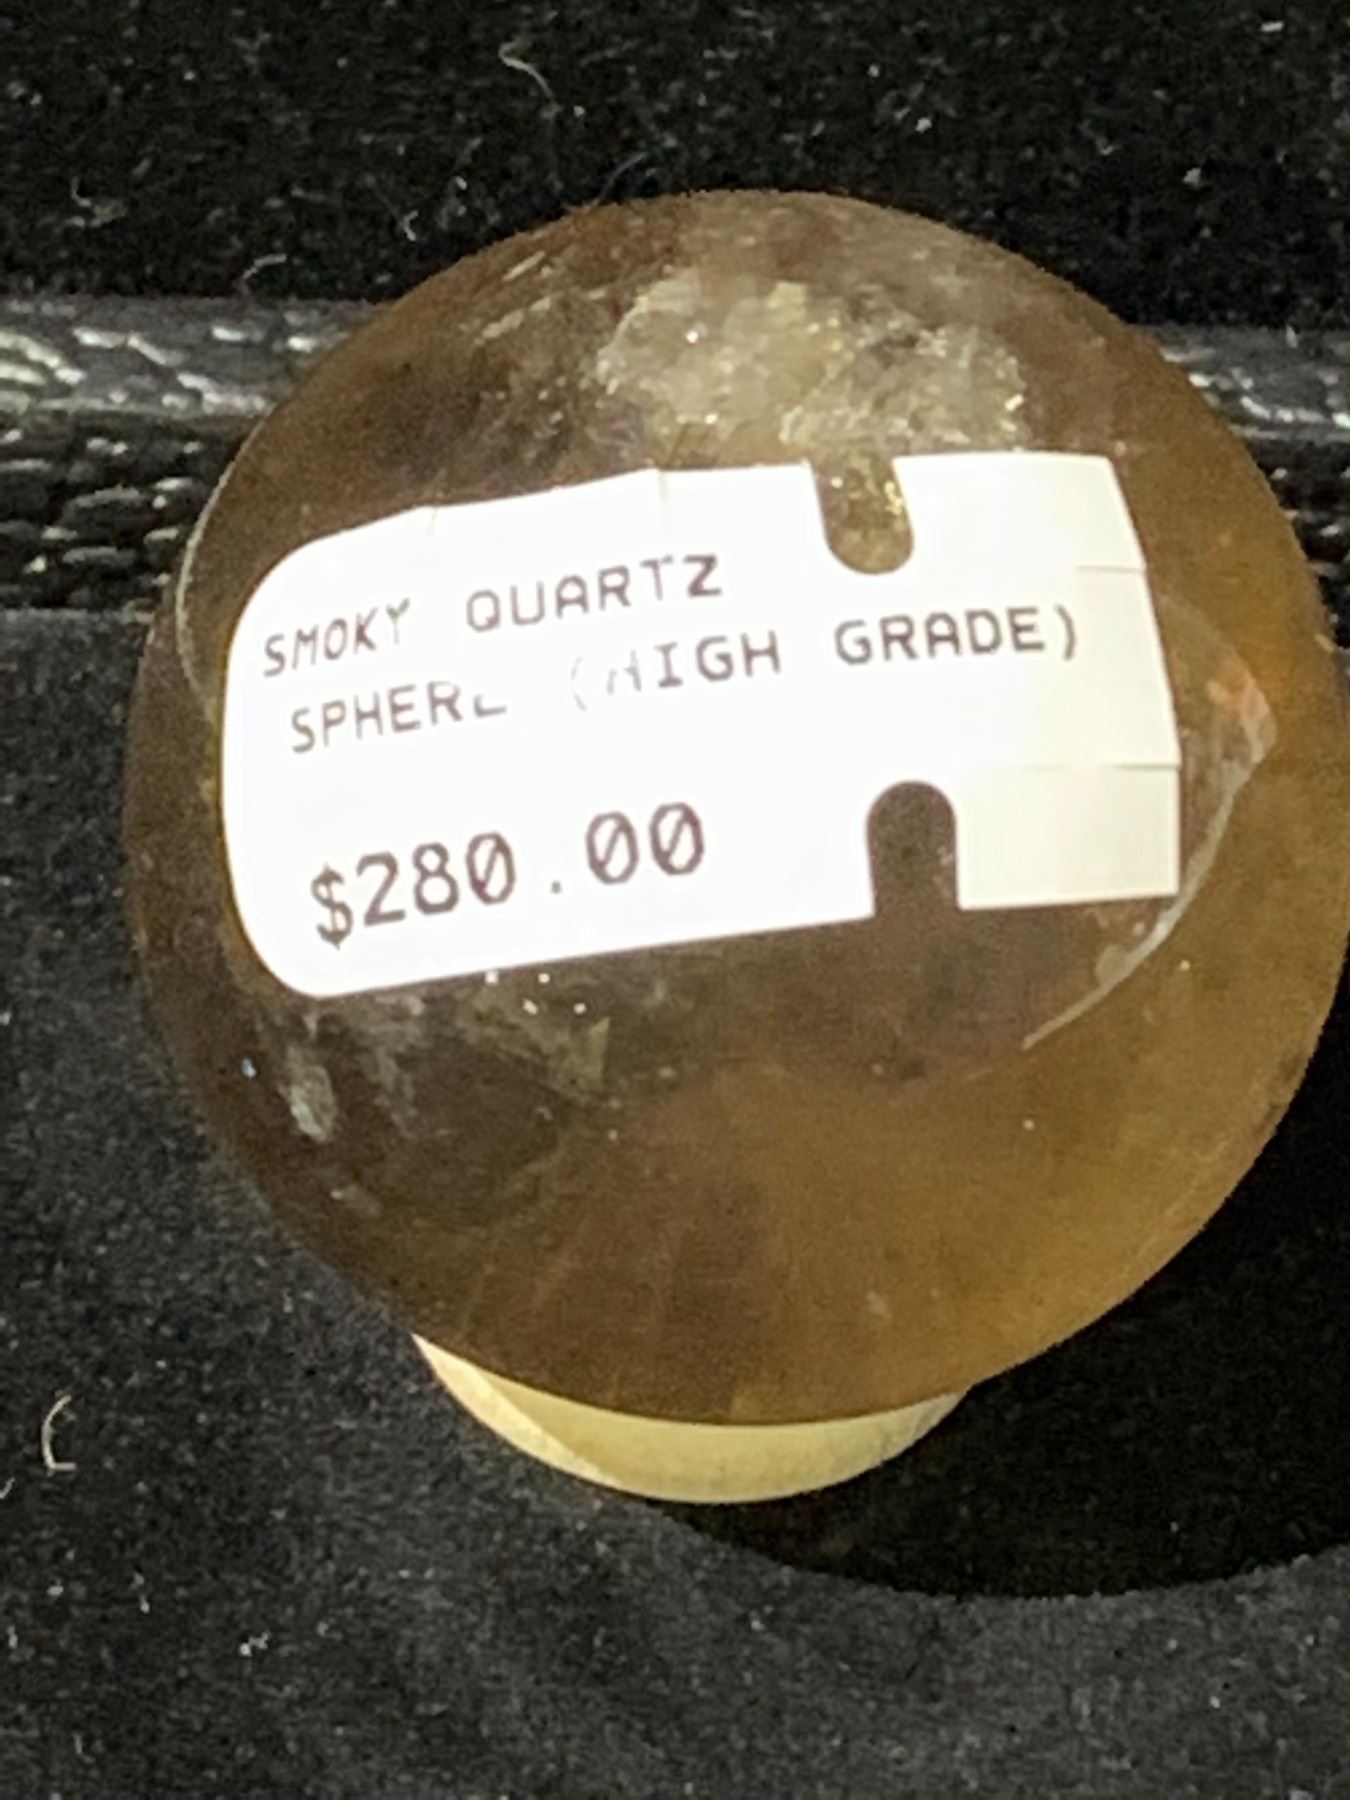 SMOKY QUARTZ
SPHERE (HIGH GRADE)
$280.00